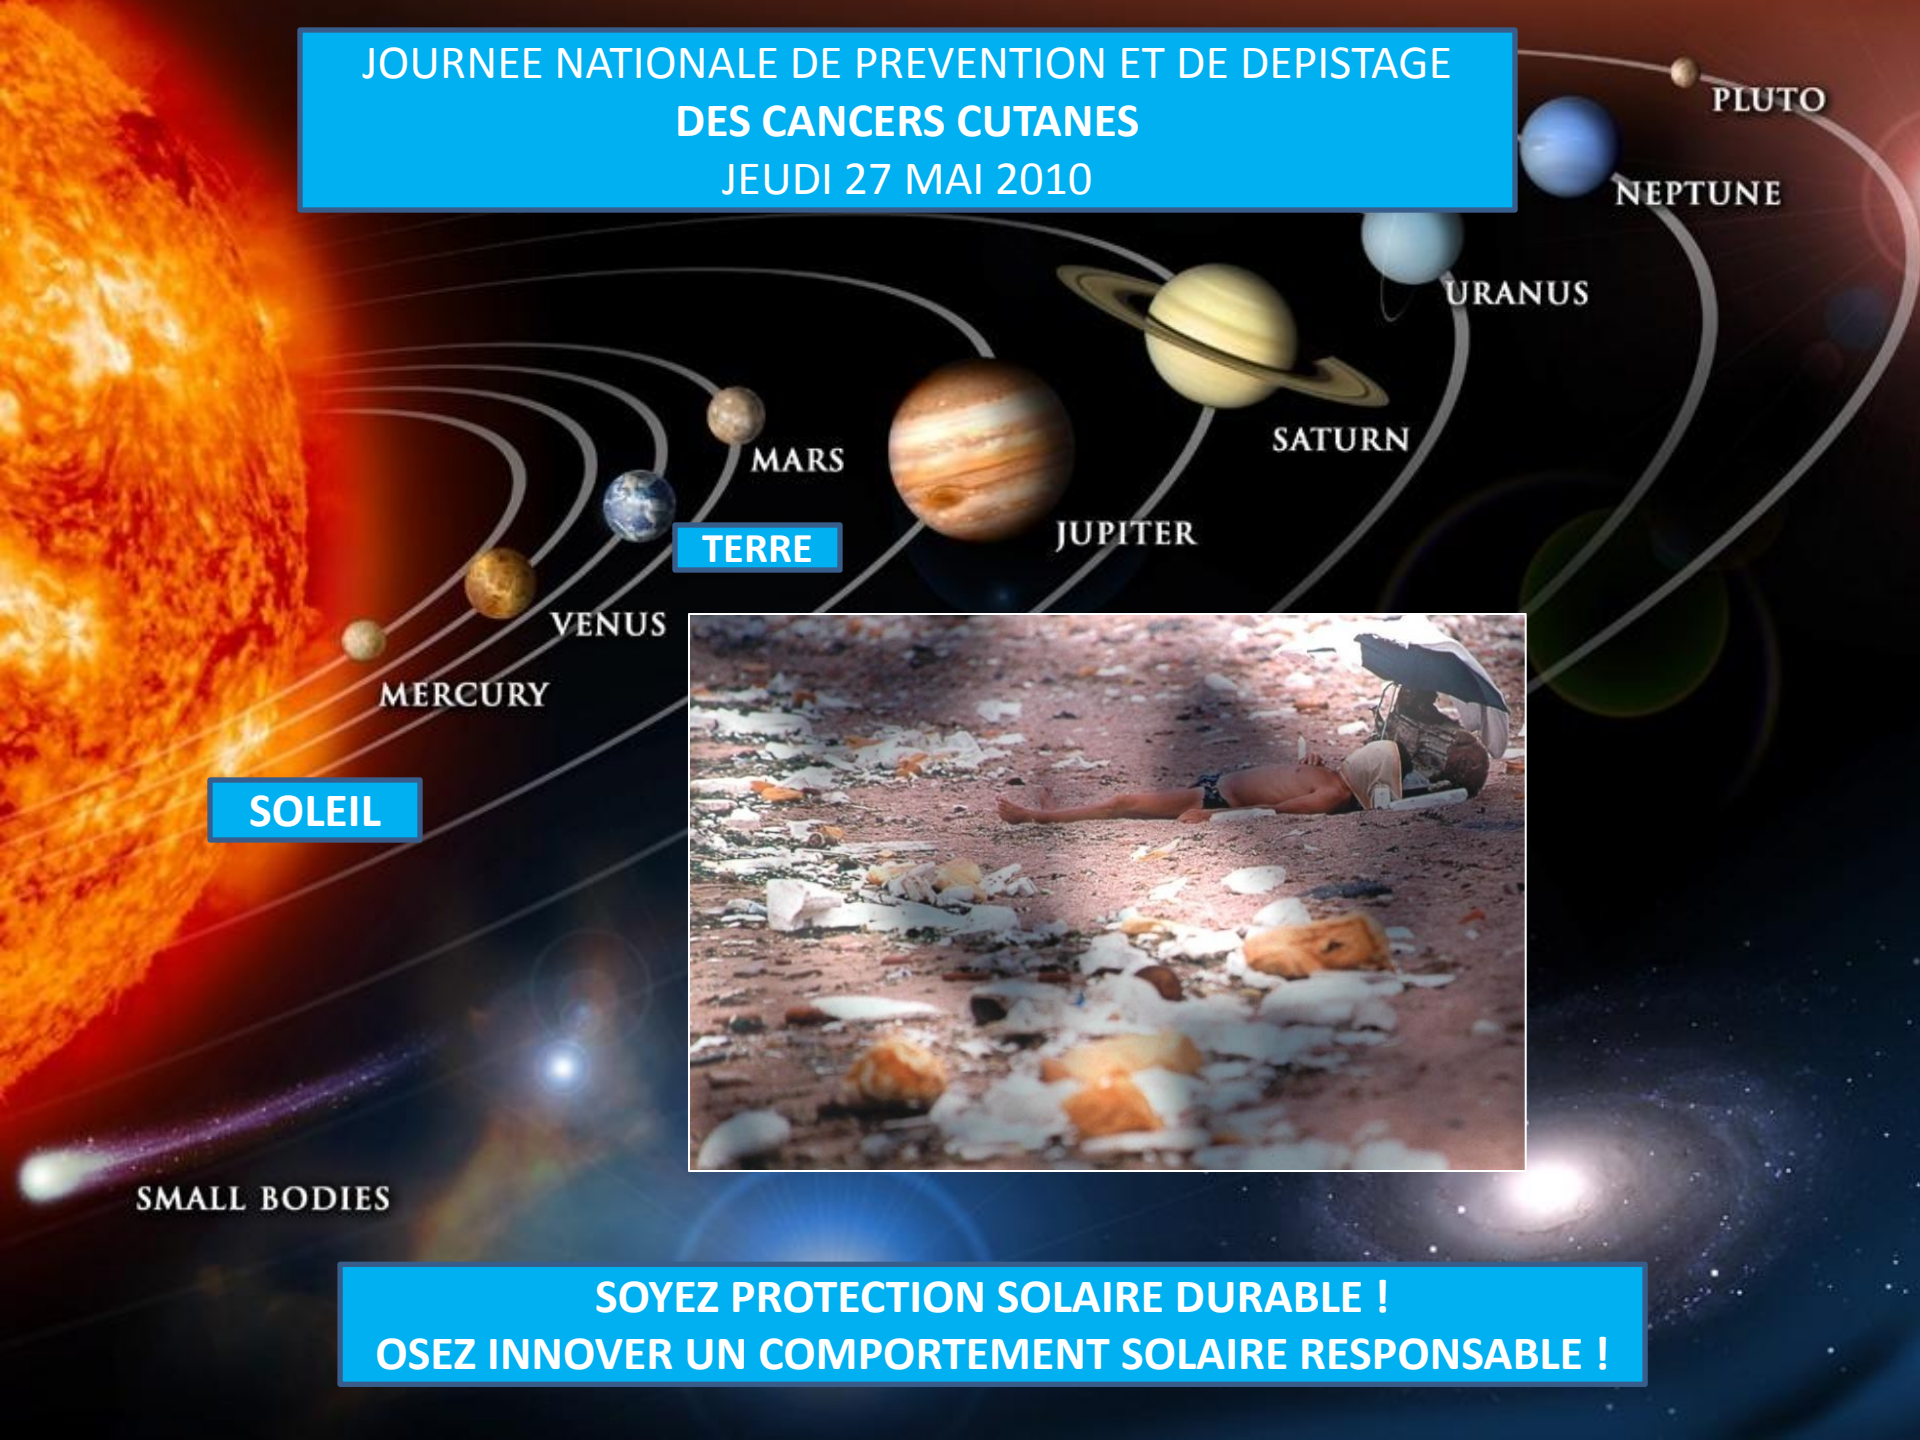 JOURNEE NATIONALE DE PREVENTION ET DE DEPISTAGE
DES CANCERS CUTANES
JEUDI 27 MAI 2010
PLUTO
NEPTUNE
URANUS
SATURN
MARS
JUPITER
TERRE
VENUS
MERCURY
SOLEIL
SMALL BODIES
SOYEZ PROTECTION SOLAIRE DURABLE !
OSEZ INNOVER UN COMPORTEMENT SOLAIRE RESPONSABLE !